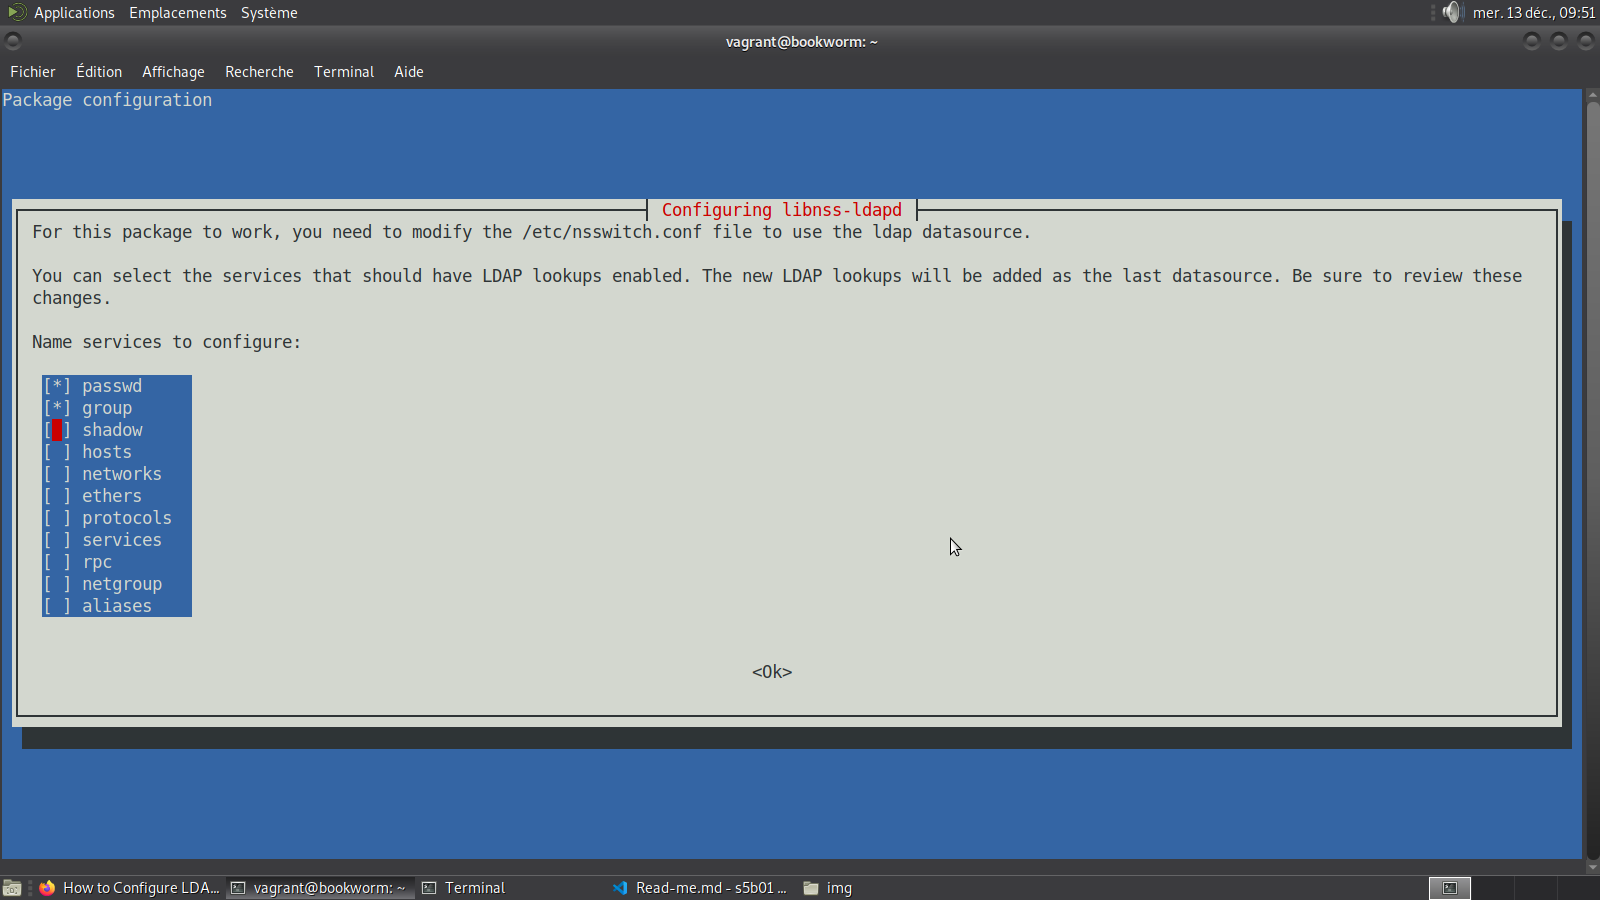 Applications Emplacements Système
mer. 13 déc., 09:51
vagrant@bookworm: ~
Fichier Édition Affichage Recherche Terminal Aide
Package configuration
Configuring libnss-ldapd
For this package to work, you need to modify the /etc/nsswitch.conf file to use the ldap datasource.
You can select the services that should have LDAP lookups enabled. The new LDAP lookups will be added as the last datasource. Be sure to review these
changes.
Name services to configure:
[*] passwd
[*] group
[ ] shadow
[ ] hosts
[ ] networks
[ ] ethers
[ ] protocols
[ ] services
[ ] rpc
[ ] netgroup
[ ] aliases
<Ok>
How to Configure LDA... vagrant@bookworm: ~ Terminal Read-me.md - s5b01 ... img